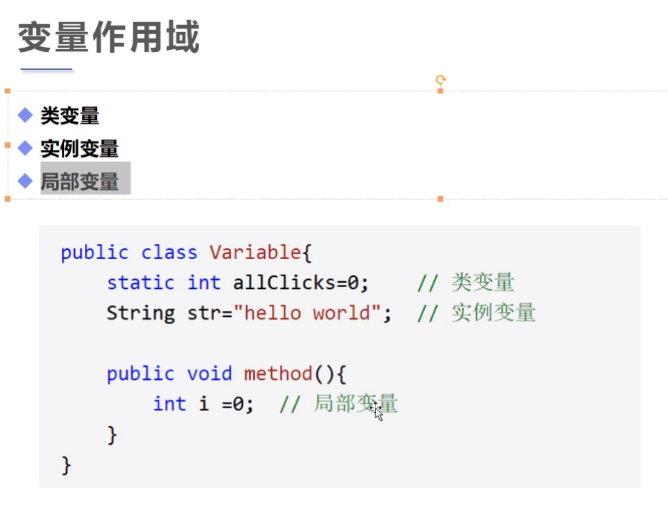 变量作用域
类变量
实例变量
局部变量
public class Variable{
static int allClicks=0;    // 类变量
String str="hello world";  // 实例变量
public void method(){
int i =0;  // 局部变量
}
}